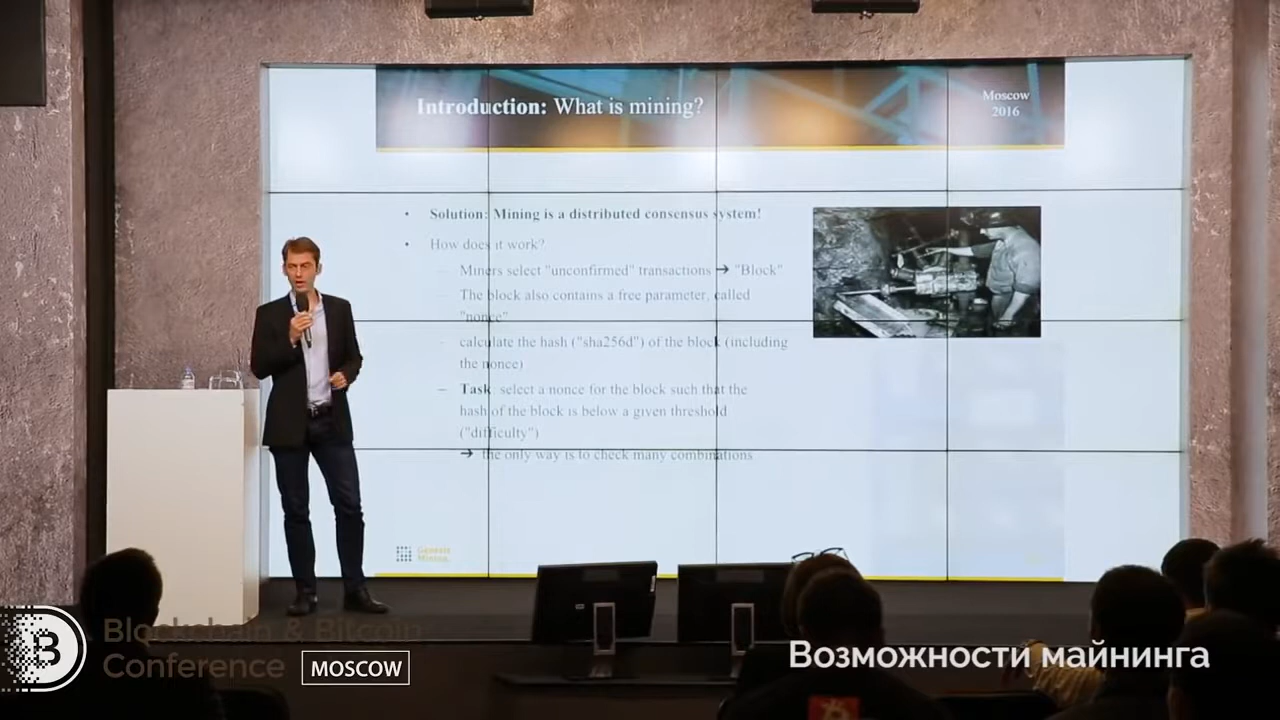 Introduction: What is mining?
Moscow
2016
• Solution: Mining is a distributed consensus system!
• How does it work?
– Miners select "unconfirmed" transactions ➔ "Block"
– The block also contains a free parameter, called
"nonce"
– calculate the hash ("sha256d") of the block (including
the nonce)
– Task: select a nonce for the block such that the
hash of the block is below a given threshold
("difficulty")
➔ the only way is to check many combinations
Genesis
Mining
Blockchain & Bitcoin
Conference MOSCOW
Возможности майнинга